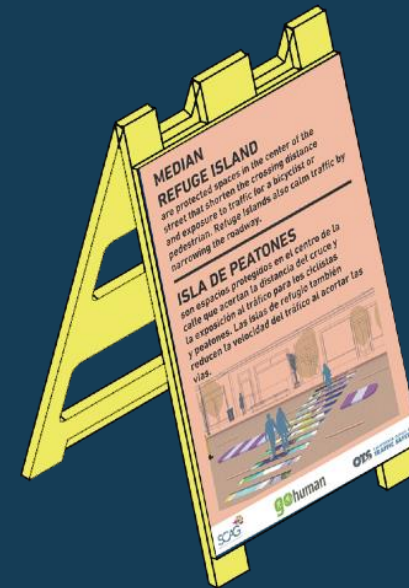 MEDIAN
REFUGE ISLAND
are protected spaces in the center of the
street that shorten the crossing distance
and exposure to traffic for a bicyclist or
pedestrian. Refuge islands also calm traffic by
narrowing the roadway.
ISLA DE PEATONES
son espacios protegidos en el centro de la
calle que acortan la distancia del cruce y
la exposición al tráfico para los ciclistas
y peatones. Las islas de refugio también
reducen la velocidad del tráfico al acortar las
vías.
SCAG
gohuman
OTS
TRAFFIC SAFETY